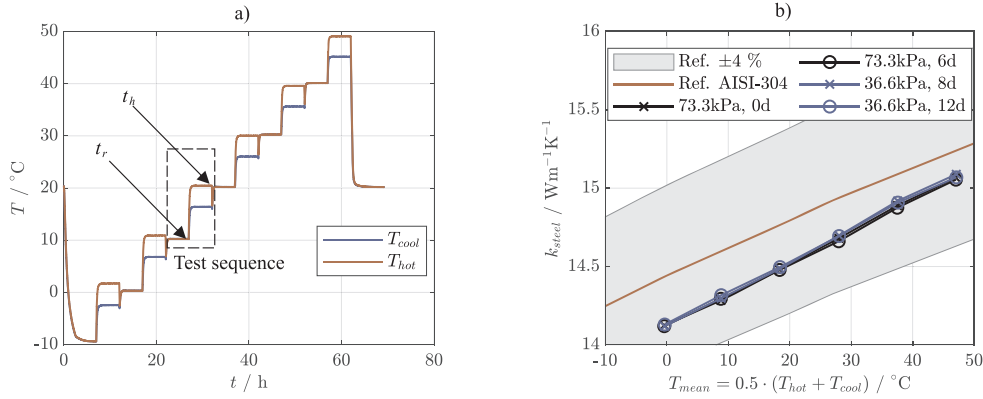 a)
50
40
30
20
10
0
-10
T / °C
0
20
40
60
80
t / h
t_h
t_r
Test sequence
T_cool
T_hot
b)
16
15.5
15
14.5
14
k_steel / Wm⁻¹K⁻¹
-10
0
10
20
30
40
50
T_mean = 0.5 · (T_hot + T_cool) / °C
Ref. ±4 %
Ref. AISI-304
73.3kPa, 0d
73.3kPa, 6d
36.6kPa, 8d
36.6kPa, 12d